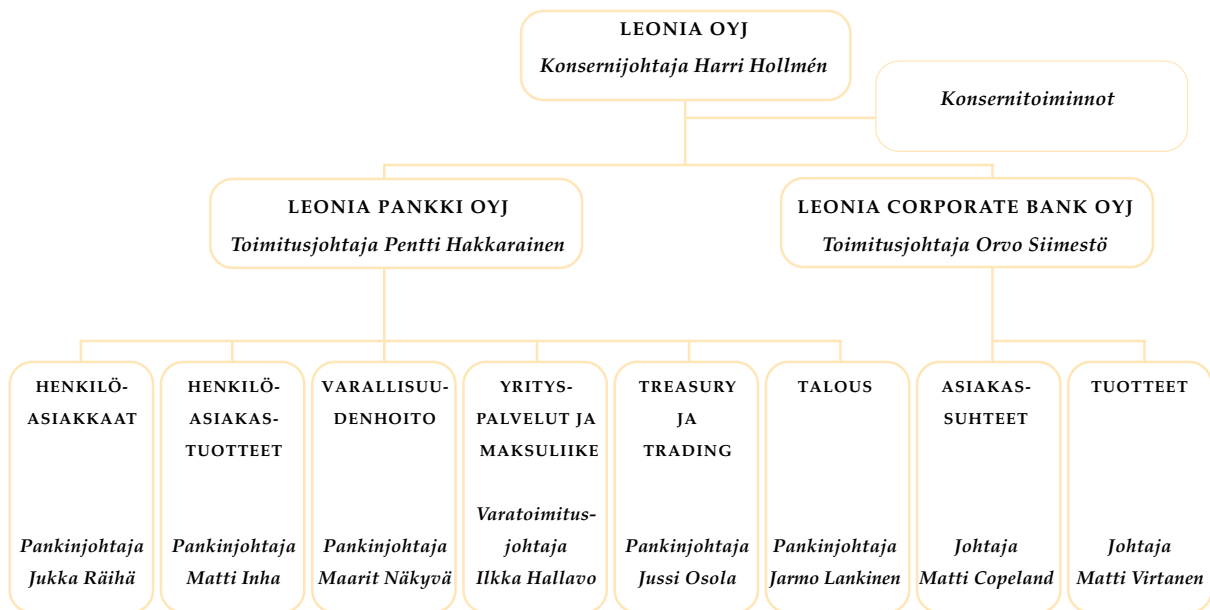 LEONIA OYJ
Konsernijohtaja Harri Hollmén
Konsernitoiminnot
LEONIA PANKKI OYJ
Toimitusjohtaja Pentti Hakkarainen
LEONIA CORPORATE BANK OYJ
Toimitusjohtaja Orvo Siimestö
HENKILÖ-
ASIAKKAAT
Pankinjohtaja
Jukka Räihä
HENKILÖ-
ASIAKAS-
TUOTTEET
Pankinjohtaja
Matti Inha
VARALLISUU-
DENHOITO
Pankinjohtaja
Maarit Näkyvä
YRITYS-
PALVELUT JA
MAKSULIIKE
Varatoimitus-
johtaja
Ilkka Hallavo
TREASURY
JA
TRADING
Pankinjohtaja
Jussi Osola
TALOUS
Pankinjohtaja
Jarmo Lankinen
ASIAKAS-
SUHTEET
Johtaja
Matti Copeland
TUOTTEET
Johtaja
Matti Virtanen